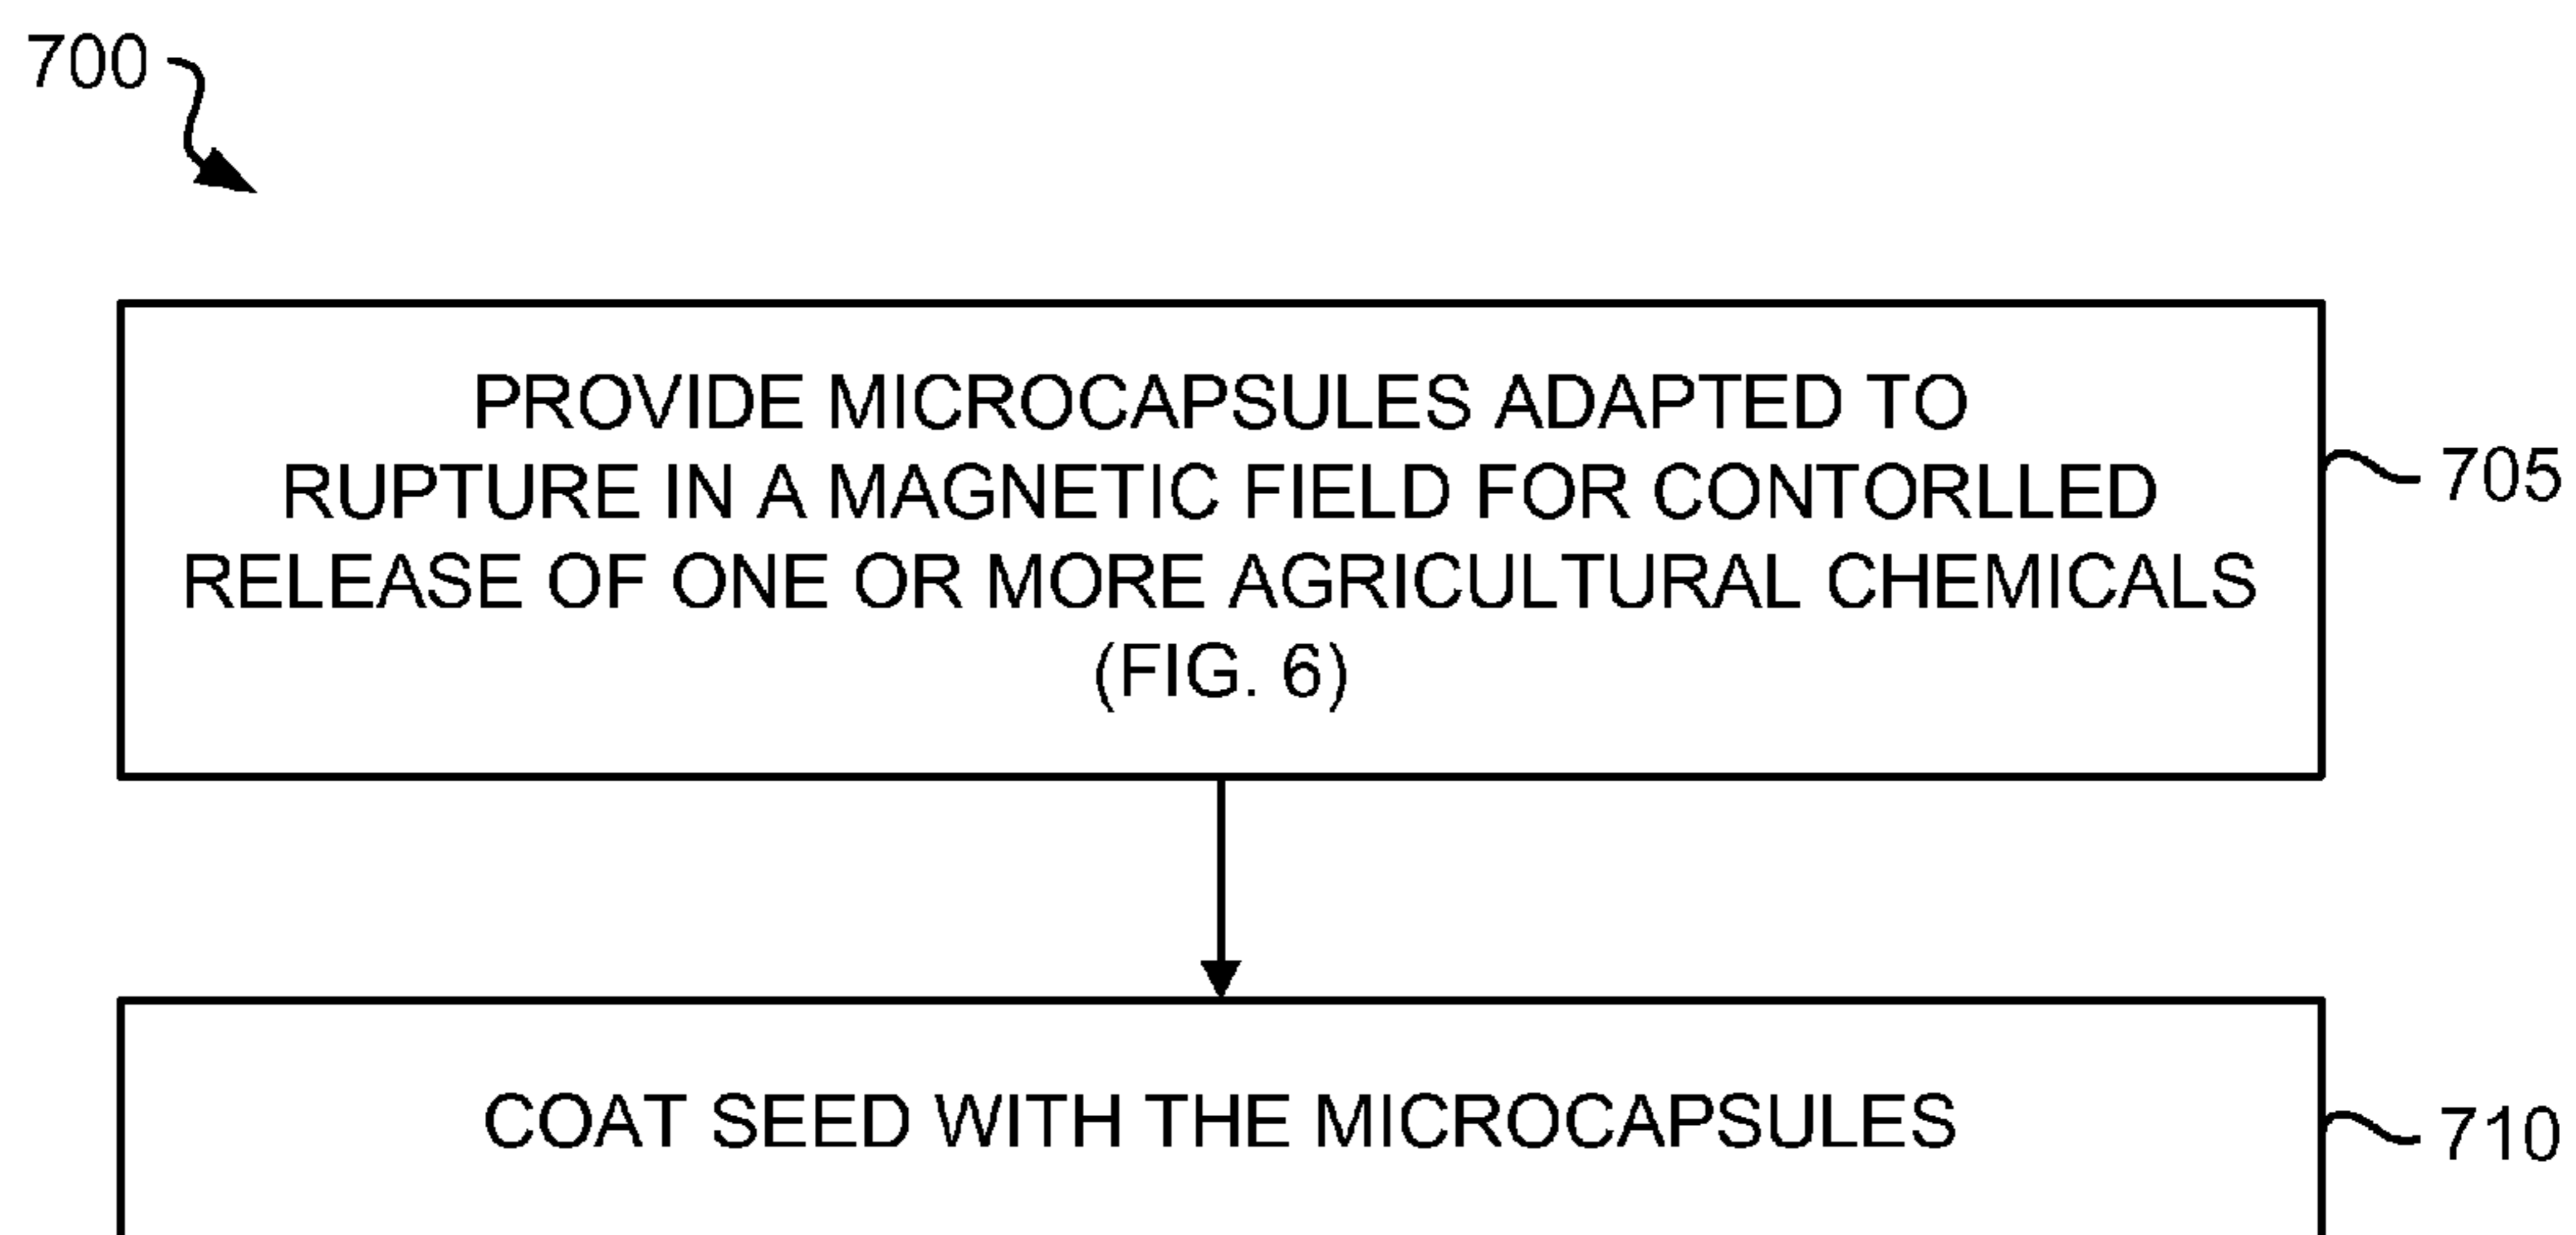 700
PROVIDE MICROCAPSULES ADAPTED TO
RUPTURE IN A MAGNETIC FIELD FOR CONTORLLED
RELEASE OF ONE OR MORE AGRICULTURAL CHEMICALS
(FIG. 6)
705
COAT SEED WITH THE MICROCAPSULES
710